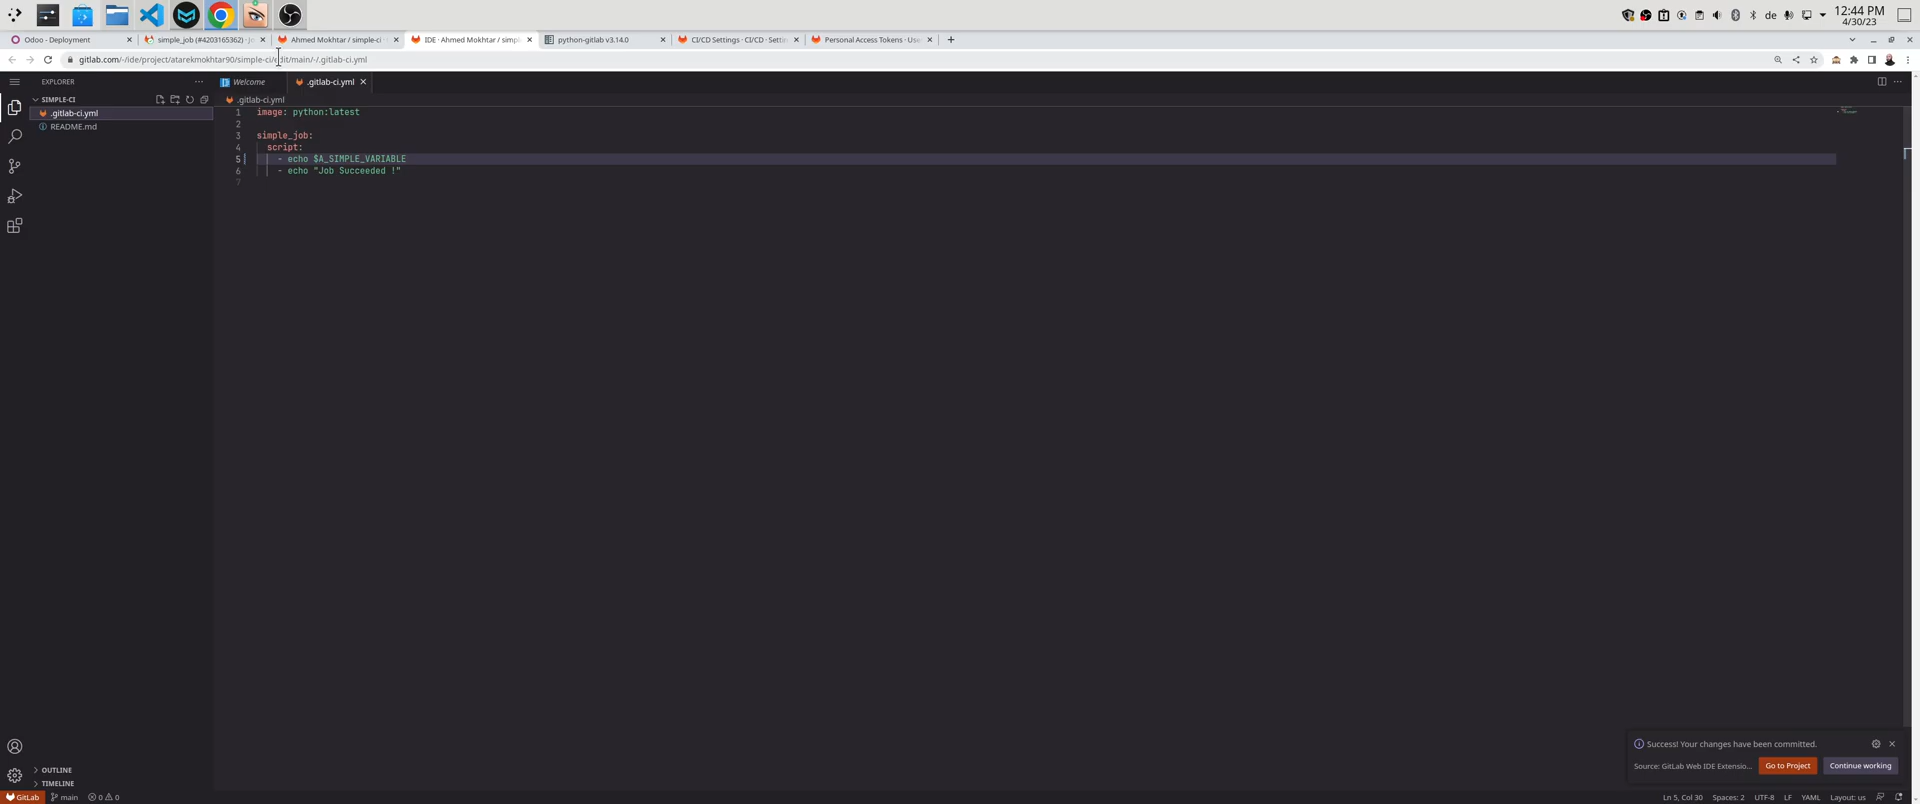 12:44 PM
4/30/23
de
Odoo - Deployment
simple_job (#4203165362) · Jo
Ahmed Mokhtar / simple-ci ·
IDE · Ahmed Mokhtar / simpl
python-gitlab v3.14.0
CI/CD Settings · CI/CD · Settin
Personal Access Tokens · Use
gitlab.com/-/ide/project/atarekmokhtar90/simple-ci/edit/main/-/.gitlab-ci.yml
EXPLORER
Welcome
.gitlab-ci.yml
SIMPLE-CI
.gitlab-ci.yml
.gitlab-ci.yml
README.md
1 image: python:latest
2
3 simple_job:
4 script:
5 - echo $A_SIMPLE_VARIABLE
6 - echo "Job Succeeded !"
7
Success! Your changes have been committed.
Source: GitLab Web IDE Extensio...
Go to Project
Continue working
OUTLINE
TIMELINE
GitLab
main
0
0
Ln 5, Col 30
Spaces: 2
UTF-8
LF
YAML
Layout: us